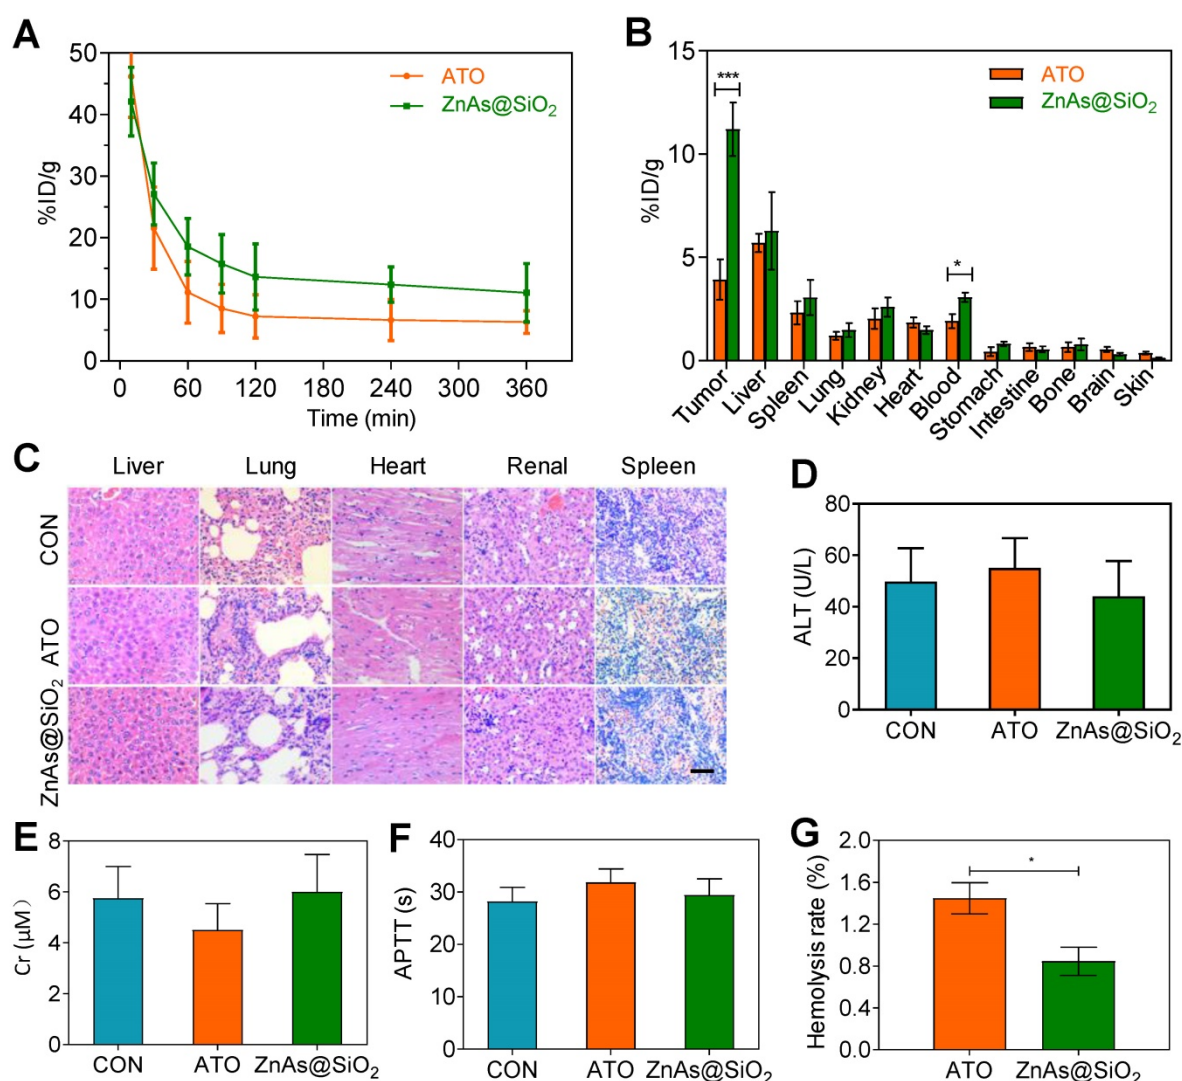 A
50
40
30
20
10
0
%ID/g
ATO
ZnAs@SiO₂
0 60 120 180 240 300 360
Time (min)
B
15
10
5
0
%ID/g
ATO
ZnAs@SiO₂
***
*
Tumor Liver Spleen Lung Kidney Heart Blood Stomach Intestine Bone Brain Skin
C
Liver Lung Heart Renal Spleen
CON
ATO
ZnAs@SiO₂
D
80
60
40
20
0
ALT (U/L)
CON ATO ZnAs@SiO₂
E
8
6
4
2
0
Cr (μM)
CON ATO ZnAs@SiO₂
F
40
30
20
10
0
APTT (s)
CON ATO ZnAs@SiO₂
G
2.0
1.6
1.2
0.8
0.4
0.0
Hemolysis rate (%)
*
ATO ZnAs@SiO₂